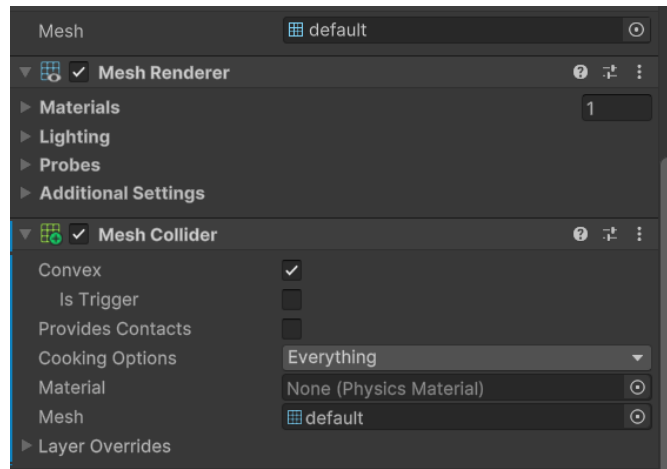 Mesh default
Mesh Renderer
Materials 1
Lighting
Probes
Additional Settings
Mesh Collider
Convex
Is Trigger
Provides Contacts
Cooking Options Everything
Material None (Physics Material)
Mesh default
Layer Overrides